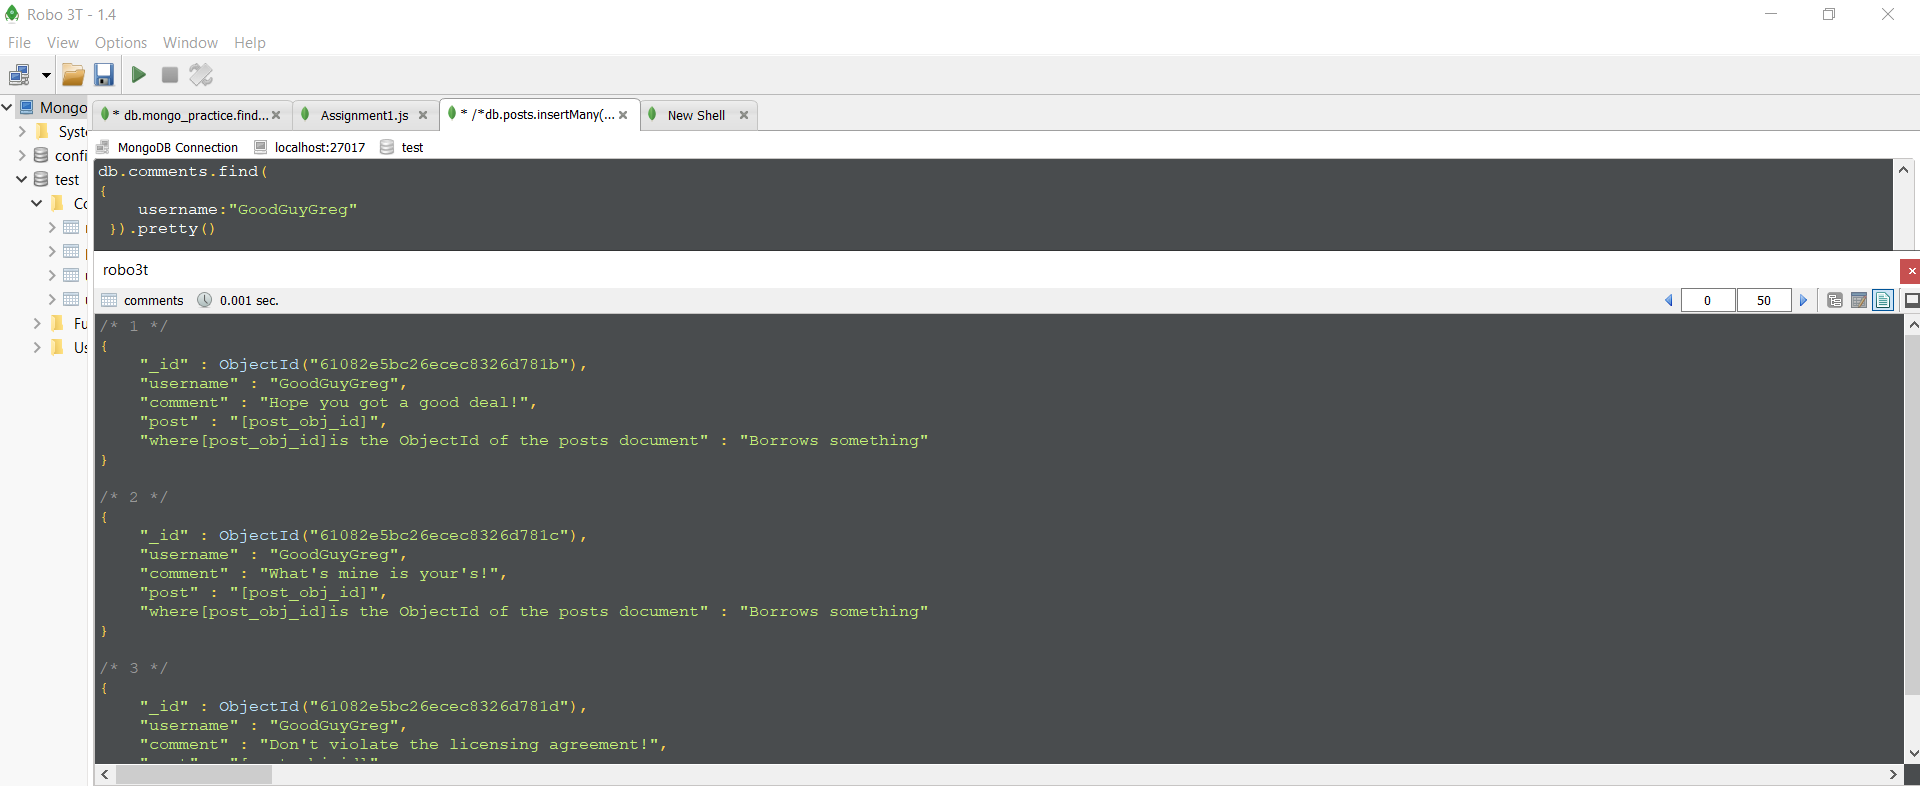 Robo 3T - 1.4
File View Options Window Help
Mongo
* db.mongo_practice.find...
Assignment1.js
* /*db.posts.insertMany(...
New Shell
MongoDB Connection localhost:27017 test
db.comments.find(
{
username:"GoodGuyGreg"
}).pretty()
robo3t
comments 0.001 sec.
0 50
Syst
confi
test
Co
Fu
Us
/* 1 */
{
"_id" : ObjectId("61082e5bc26ecec8326d781b"),
"username" : "GoodGuyGreg",
"comment" : "Hope you got a good deal!",
"post" : "[post_obj_id]",
"where[post_obj_id]is the ObjectId of the posts document" : "Borrows something"
}
/* 2 */
{
"_id" : ObjectId("61082e5bc26ecec8326d781c"),
"username" : "GoodGuyGreg",
"comment" : "What's mine is your's!",
"post" : "[post_obj_id]",
"where[post_obj_id]is the ObjectId of the posts document" : "Borrows something"
}
/* 3 */
{
"_id" : ObjectId("61082e5bc26ecec8326d781d"),
"username" : "GoodGuyGreg",
"comment" : "Don't violate the licensing agreement!",